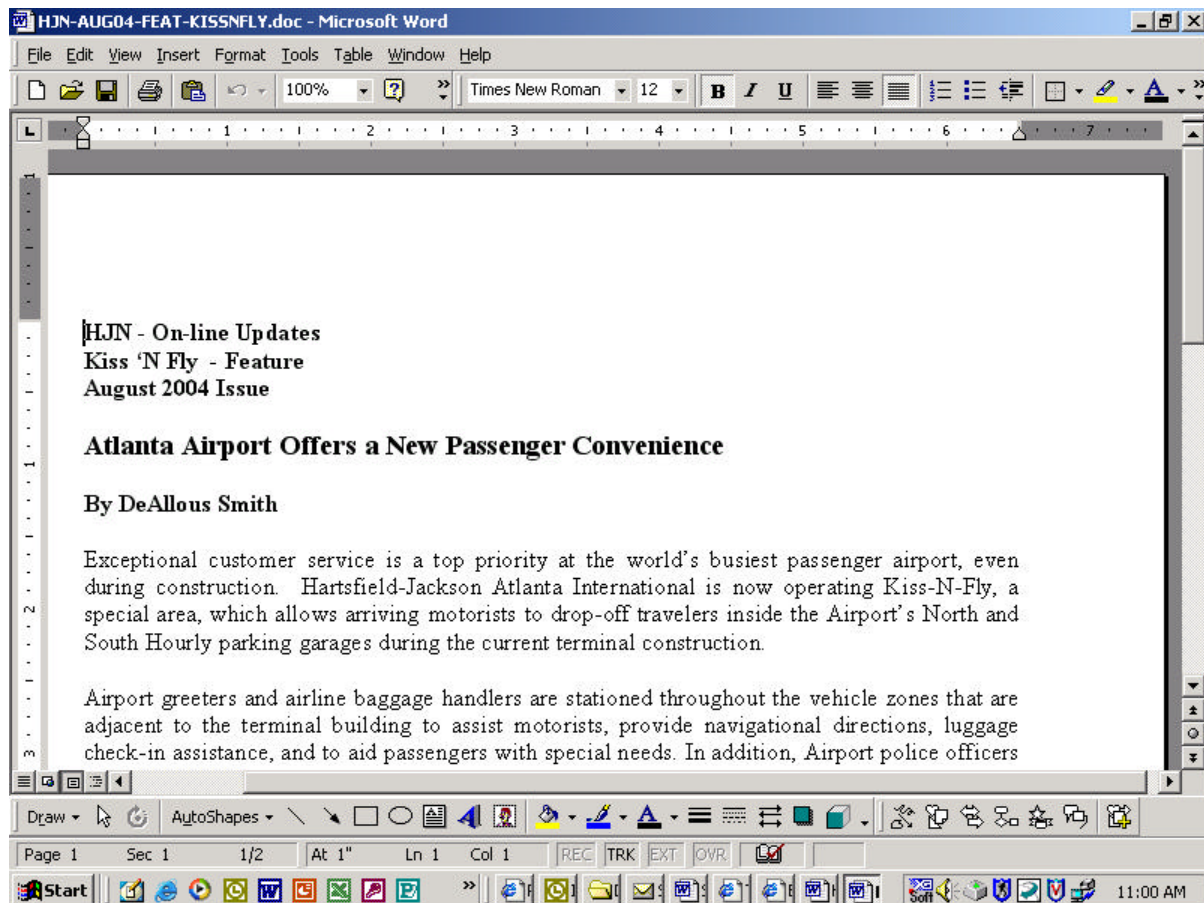 HJN-AUG04-FEAT-KISSNFLY.doc - Microsoft Word
File Edit View Insert Format Tools Table Window Help
100% Times New Roman 12 B I U A
1 2 3 4 5 6 7
HJN - On-line Updates
Kiss ‘N Fly - Feature
August 2004 Issue
Atlanta Airport Offers a New Passenger Convenience
By DeAllous Smith
Exceptional customer service is a top priority at the world’s busiest passenger airport, even
during construction. Hartsfield-Jackson Atlanta International is now operating Kiss-N-Fly, a
special area, which allows arriving motorists to drop-off travelers inside the Airport’s North and
South Hourly parking garages during the current terminal construction.
Airport greeters and airline baggage handlers are stationed throughout the vehicle zones that are
adjacent to the terminal building to assist motorists, provide navigational directions, luggage
check-in assistance, and to aid passengers with special needs. In addition, Airport police officers
Draw AutoShapes
Page 1 Sec 1 1/2 At 1" Ln 1 Col 1 REC TRK EXT OVR
Start 11:00 AM